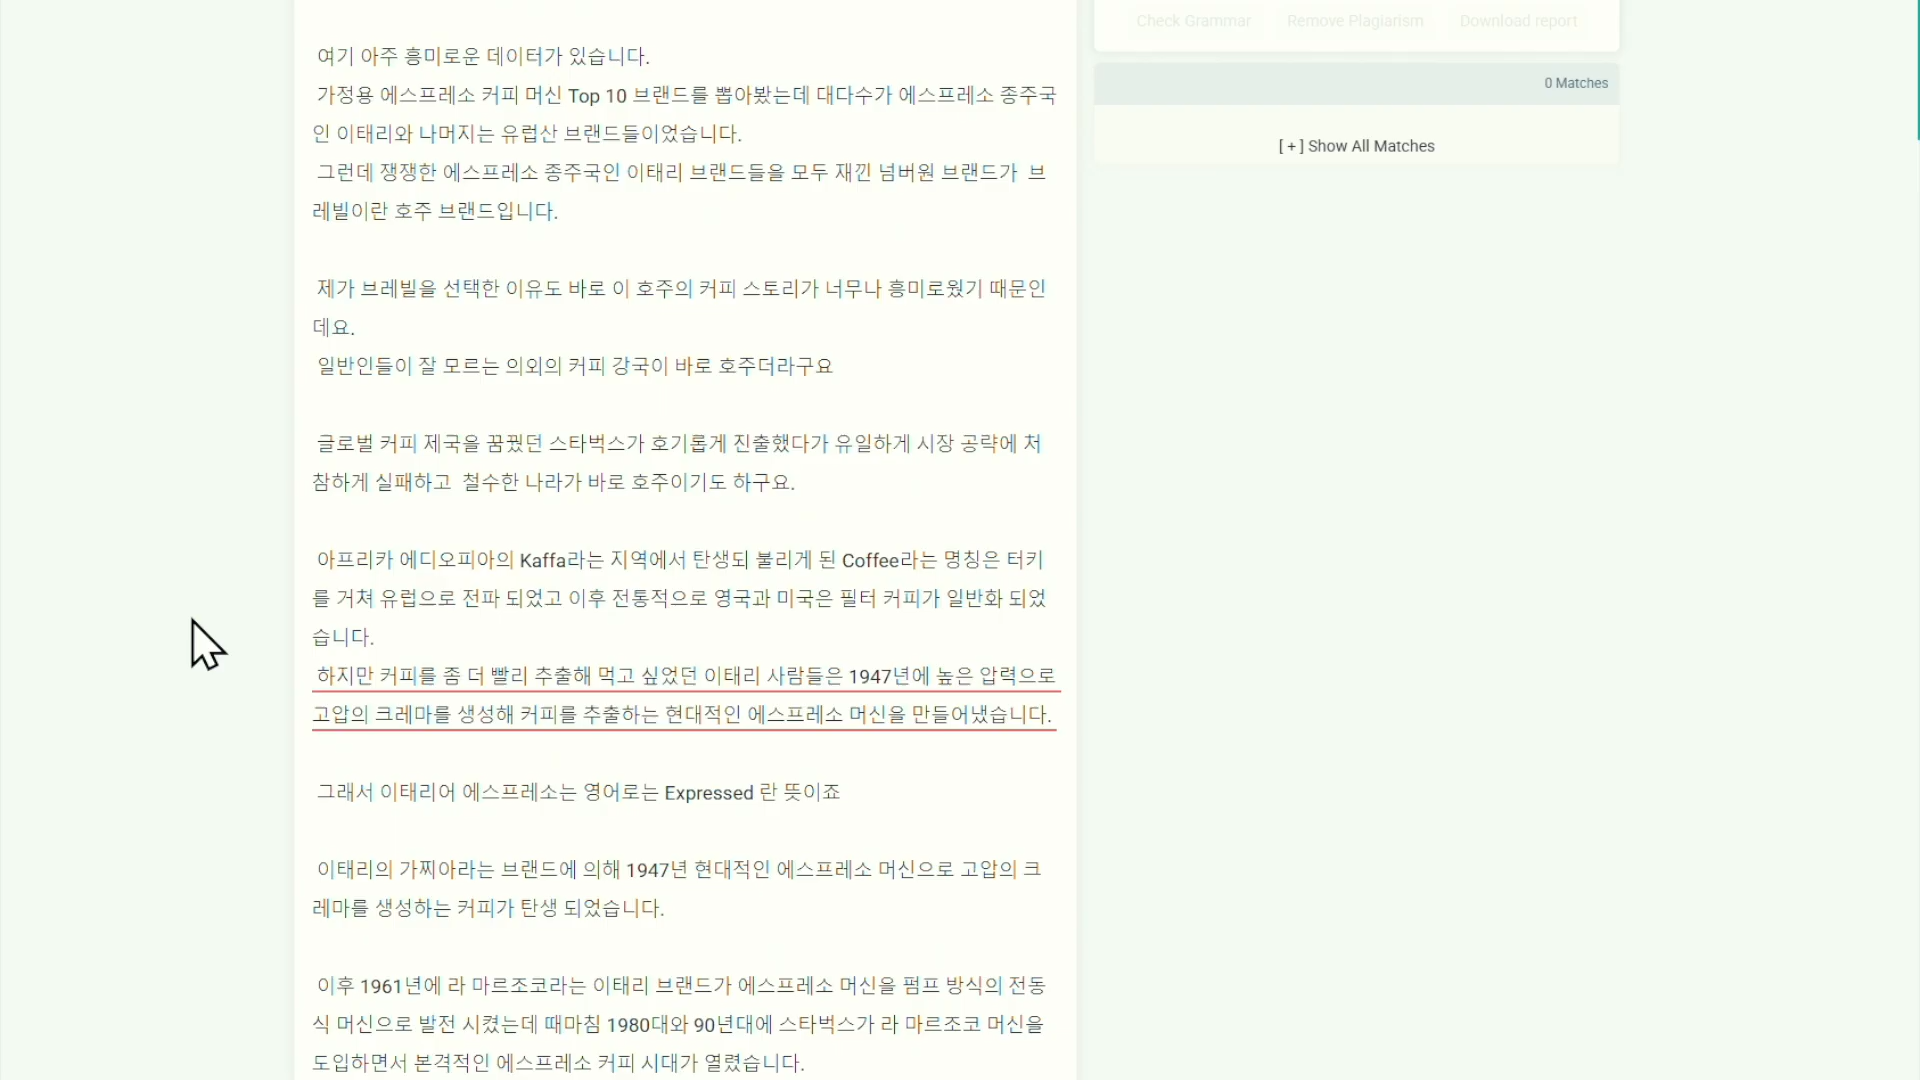 Check Grammar Remove Plagiarism Download report
0 Matches
[ + ] Show All Matches
여기 아주 흥미로운 데이터가 있습니다.
가정용 에스프레소 커피 머신 Top 10 브랜드를 뽑아봤는데 대다수가 에스프레소 종주국
인 이태리와 나머지는 유럽산 브랜드들이었습니다.
그런데 쟁쟁한 에스프레소 종주국인 이태리 브랜드들을 모두 재낀 넘버원 브랜드가 브
레빌이란 호주 브랜드입니다.
제가 브레빌을 선택한 이유도 바로 이 호주의 커피 스토리가 너무나 흥미로웠기 때문인
데요.
일반인들이 잘 모르는 의외의 커피 강국이 바로 호주더라구요
글로벌 커피 제국을 꿈꿨던 스타벅스가 호기롭게 진출했다가 유일하게 시장 공략에 처
참하게 실패하고 철수한 나라가 바로 호주이기도 하구요.
아프리카 에디오피아의 Kaffa라는 지역에서 탄생되 불리게 된 Coffee라는 명칭은 터키
를 거쳐 유럽으로 전파 되었고 이후 전통적으로 영국과 미국은 필터 커피가 일반화 되었
습니다.
하지만 커피를 좀 더 빨리 추출해 먹고 싶었던 이태리 사람들은 1947년에 높은 압력으로
고압의 크레마를 생성해 커피를 추출하는 현대적인 에스프레소 머신을 만들어냈습니다.
그래서 이태리어 에스프레소는 영어로는 Expressed 란 뜻이죠
이태리의 가찌아라는 브랜드에 의해 1947년 현대적인 에스프레소 머신으로 고압의 크
레마를 생성하는 커피가 탄생 되었습니다.
이후 1961년에 라 마르조코라는 이태리 브랜드가 에스프레소 머신을 펌프 방식의 전동
식 머신으로 발전 시켰는데 때마침 1980대와 90년대에 스타벅스가 라 마르조코 머신을
도입하면서 본격적인 에스프레소 커피 시대가 열렸습니다.